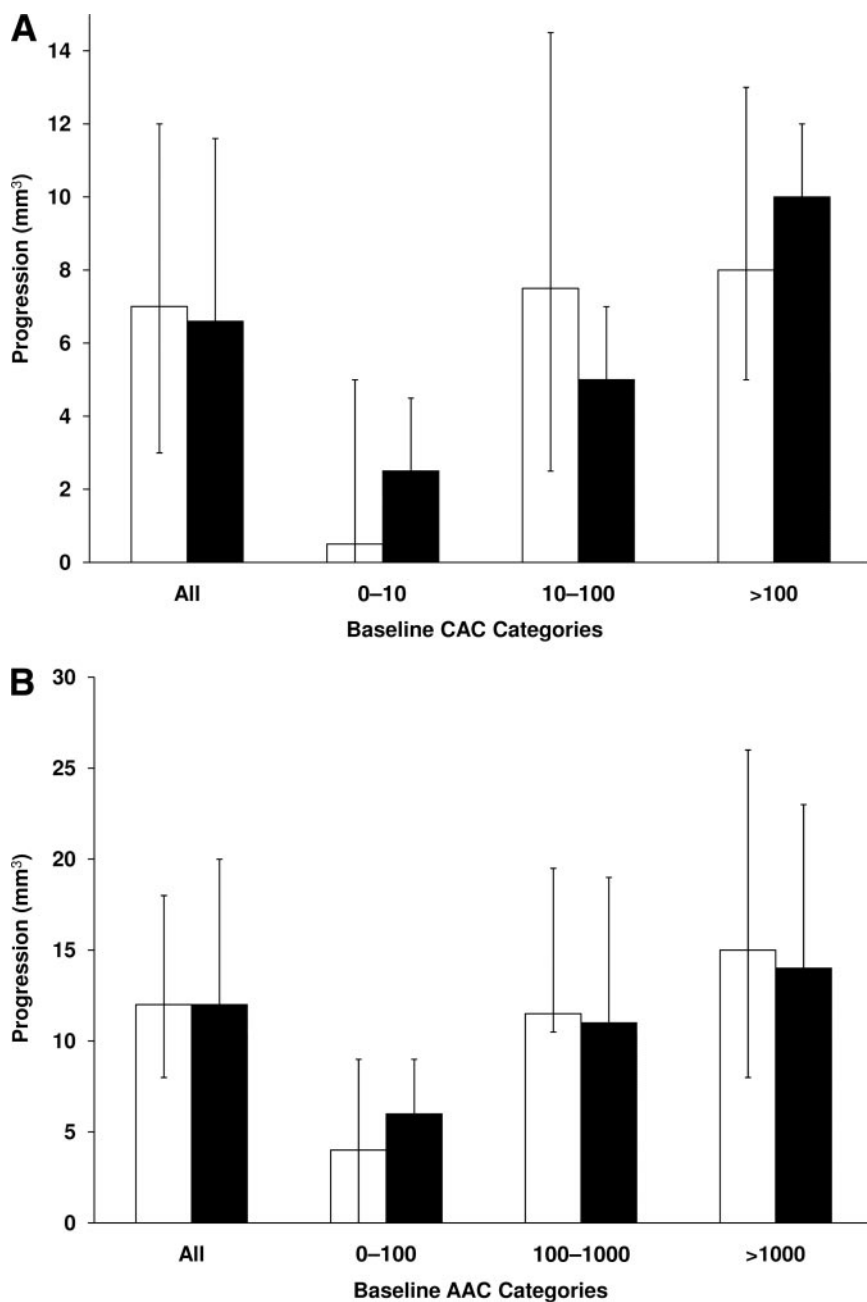 A
14
12
10
8
6
4
2
0
Progression (mm³)
All 0–10 10–100 >100
Baseline CAC Categories
B
30
25
20
15
10
5
0
Progression (mm³)
All 0–100 100–1000 >1000
Baseline AAC Categories